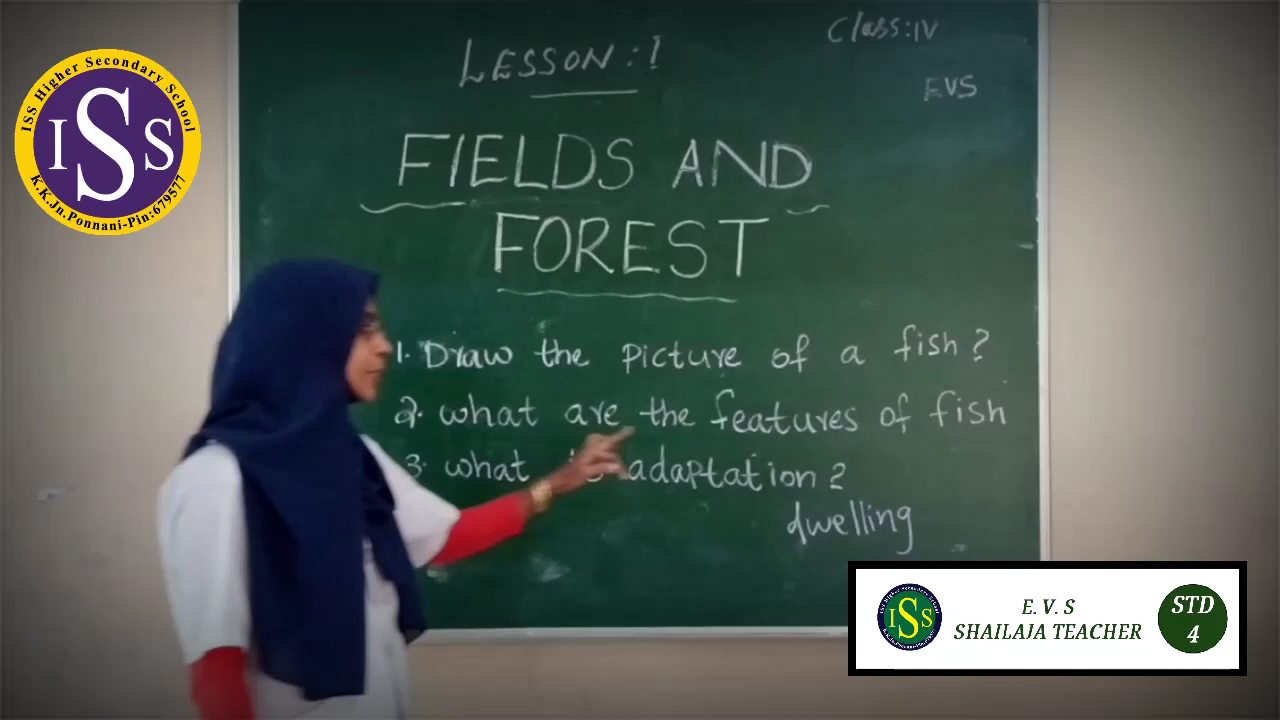 ISS Higher Secondary School
ISS
K.K.Jn.Ponnani-Pin:679577
Class:IV
LESSON:1
EVS
FIELDS AND
FOREST
1. Draw the picture of a fish?
2. what are the features of fish
3. what is adaptation?
dwelling
ISS
E. V. S
SHAILAJA TEACHER
STD
4